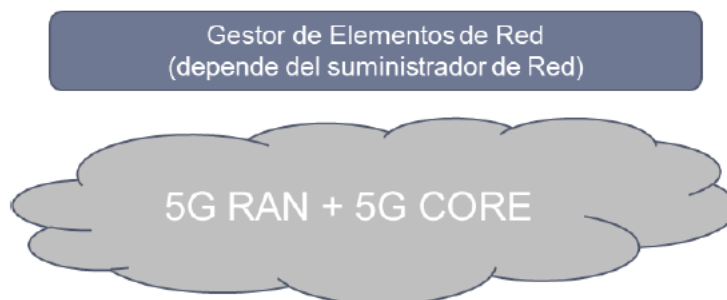 Gestor de Elementos de Red
(depende del suministrador de Red)
5G RAN + 5G CORE